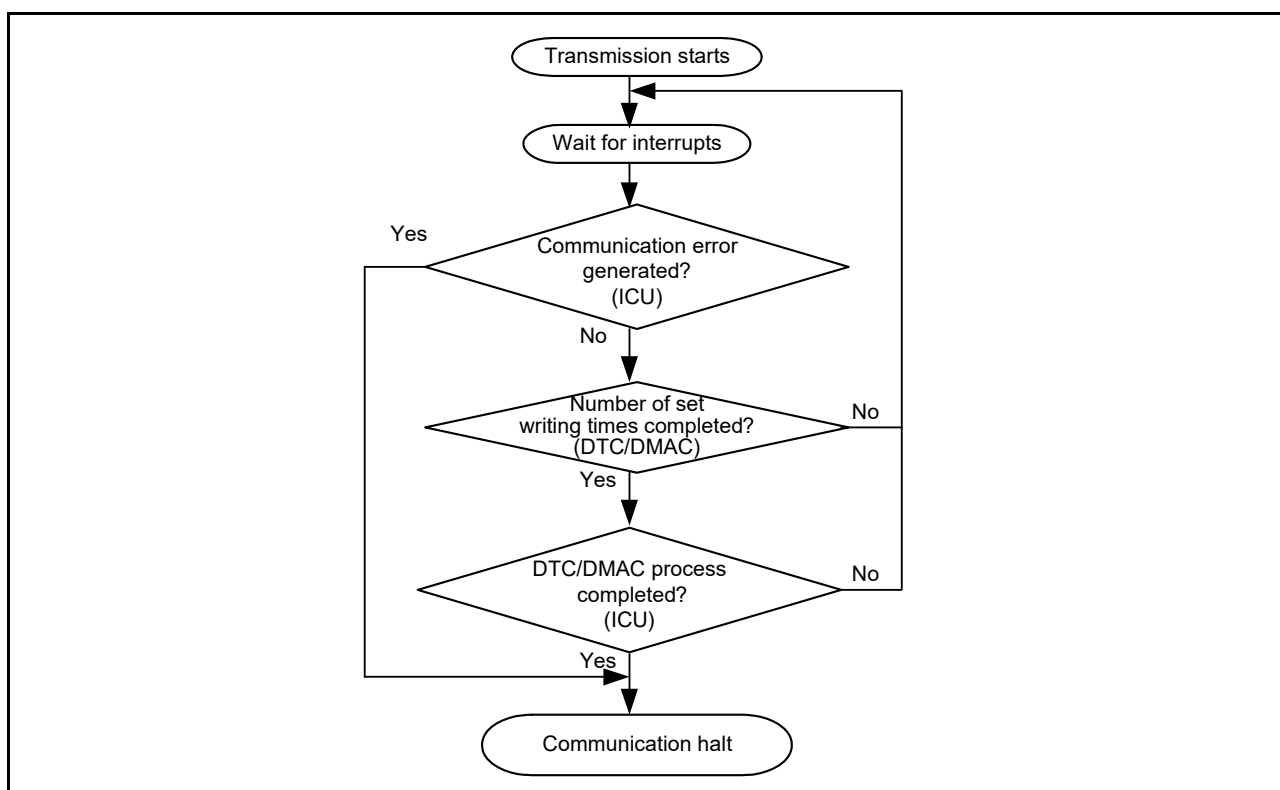 Transmission starts
Wait for interrupts
Yes
Communication error
generated?
(ICU)
No
Number of set
writing times completed?
(DTC/DMAC)
No
Yes
DTC/DMAC process
completed?
(ICU)
No
Yes
Communication halt